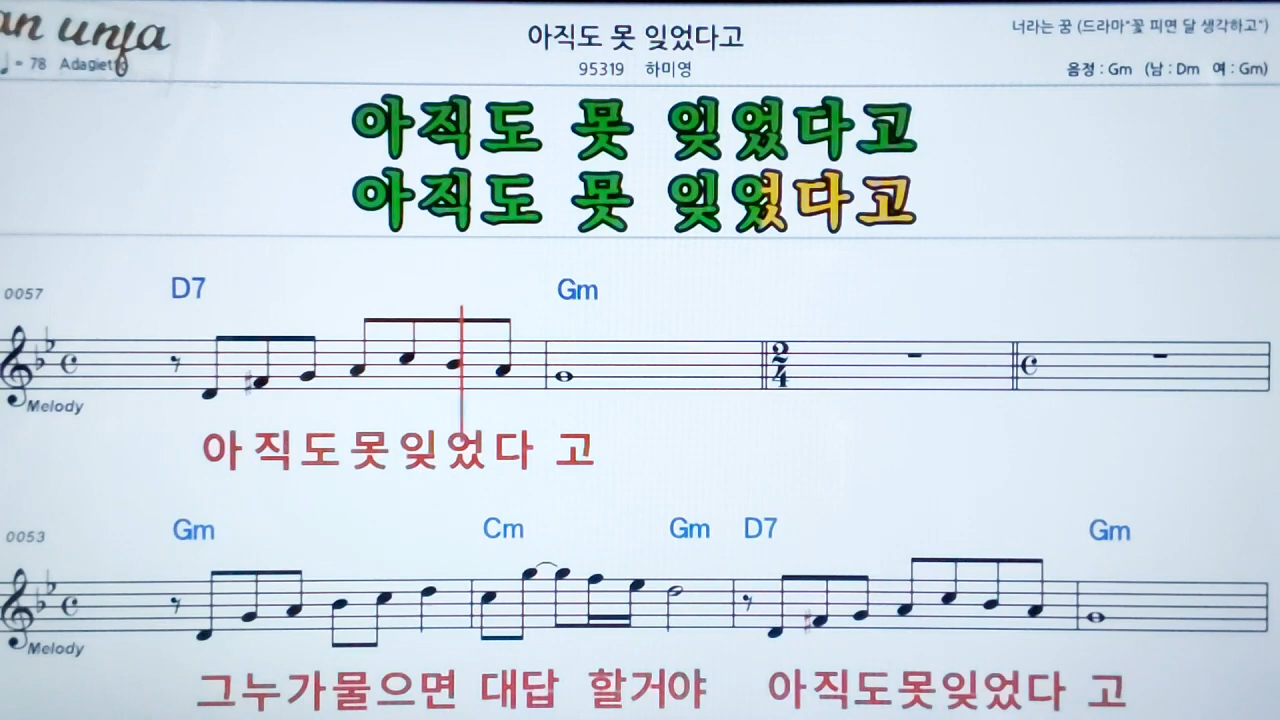 an unfa
아직도 못 잊었다고
너라는 꿈 (드라마"꽃 피면 달 생각하고")
♩ = 78 Adagietto
95319 하미영
음정 : Gm (남 : Dm 여 : Gm)
아직도 못 잊었다고
아직도 못 잊었다고
0057 D7 Gm
2/4
Melody
아직도못잊었다 고
0053 Gm Cm Gm D7 Gm
Melody
그누가물으면 대답 할거야 아직도못잊었다 고